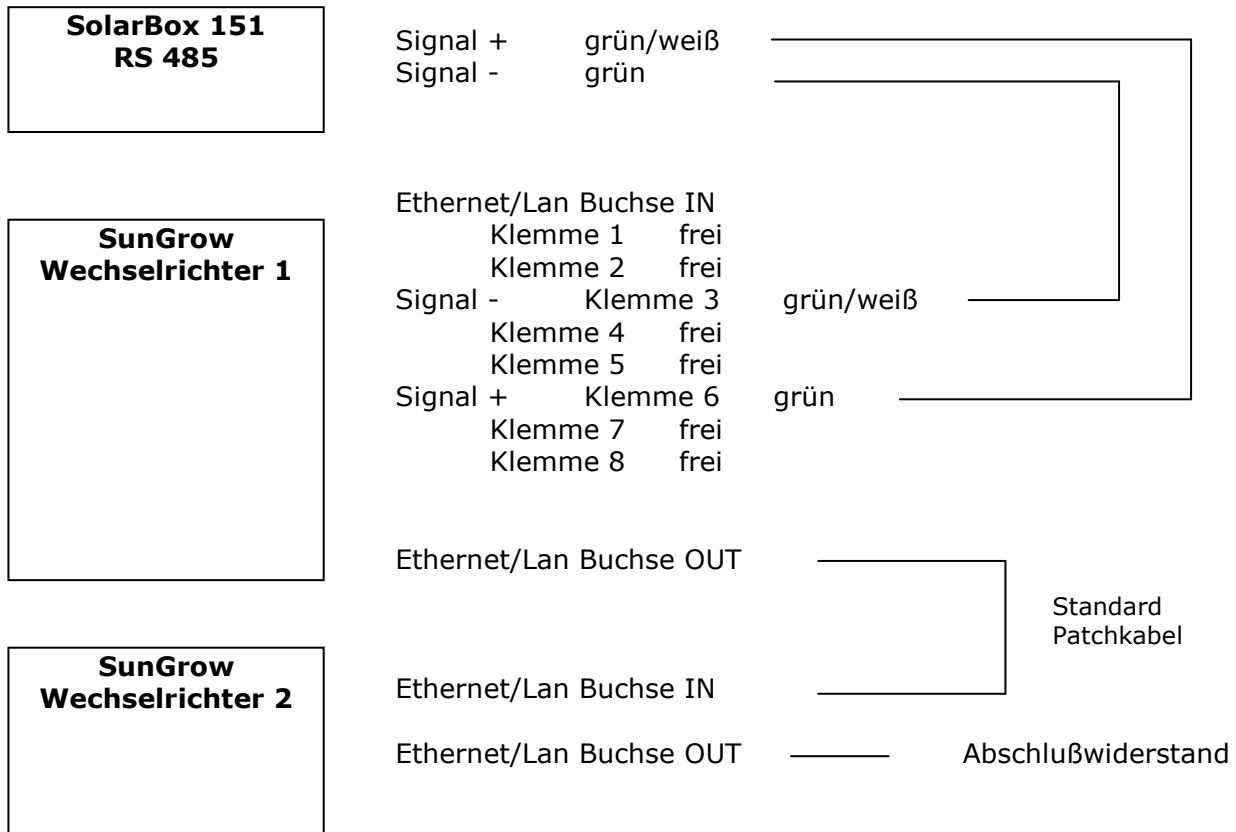 SolarBox 151
RS 485
Signal + grün/weiß
Signal - grün
Ethernet/Lan Buchse IN
SunGrow
Wechselrichter 1
Klemme 1 frei
Klemme 2 frei
Signal - Klemme 3 grün/weiß
Klemme 4 frei
Klemme 5 frei
Signal + Klemme 6 grün
Klemme 7 frei
Klemme 8 frei
Ethernet/Lan Buchse OUT
Standard
Patchkabel
SunGrow
Wechselrichter 2
Ethernet/Lan Buchse IN
Ethernet/Lan Buchse OUT Abschlußwiderstand